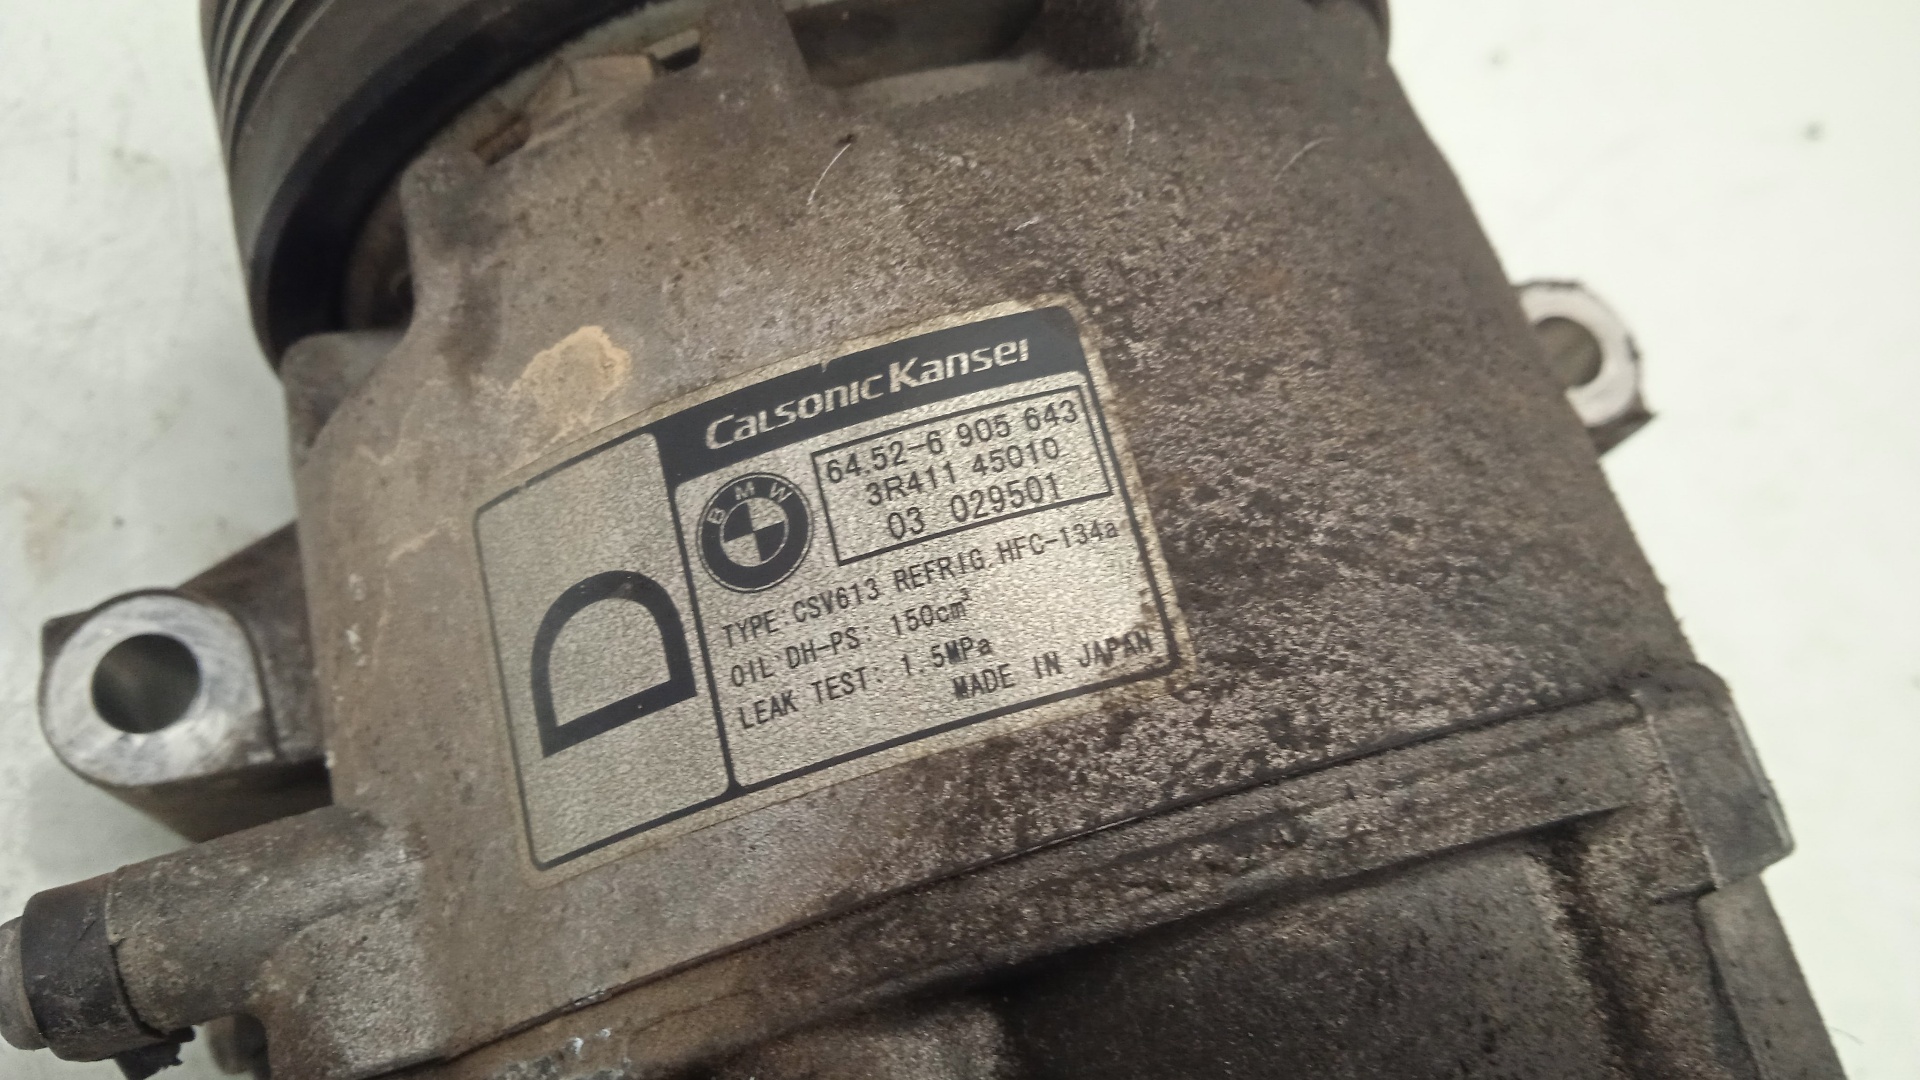 Calsonic Kansei
D
BMW
64.52-6 905 643
3R411 45010
03 029501
TYPE:CSV613 REFRIG.HFC-134a
OIL DH-PS: 150cm³
LEAK TEST: 1.5MPa
MADE IN JAPAN